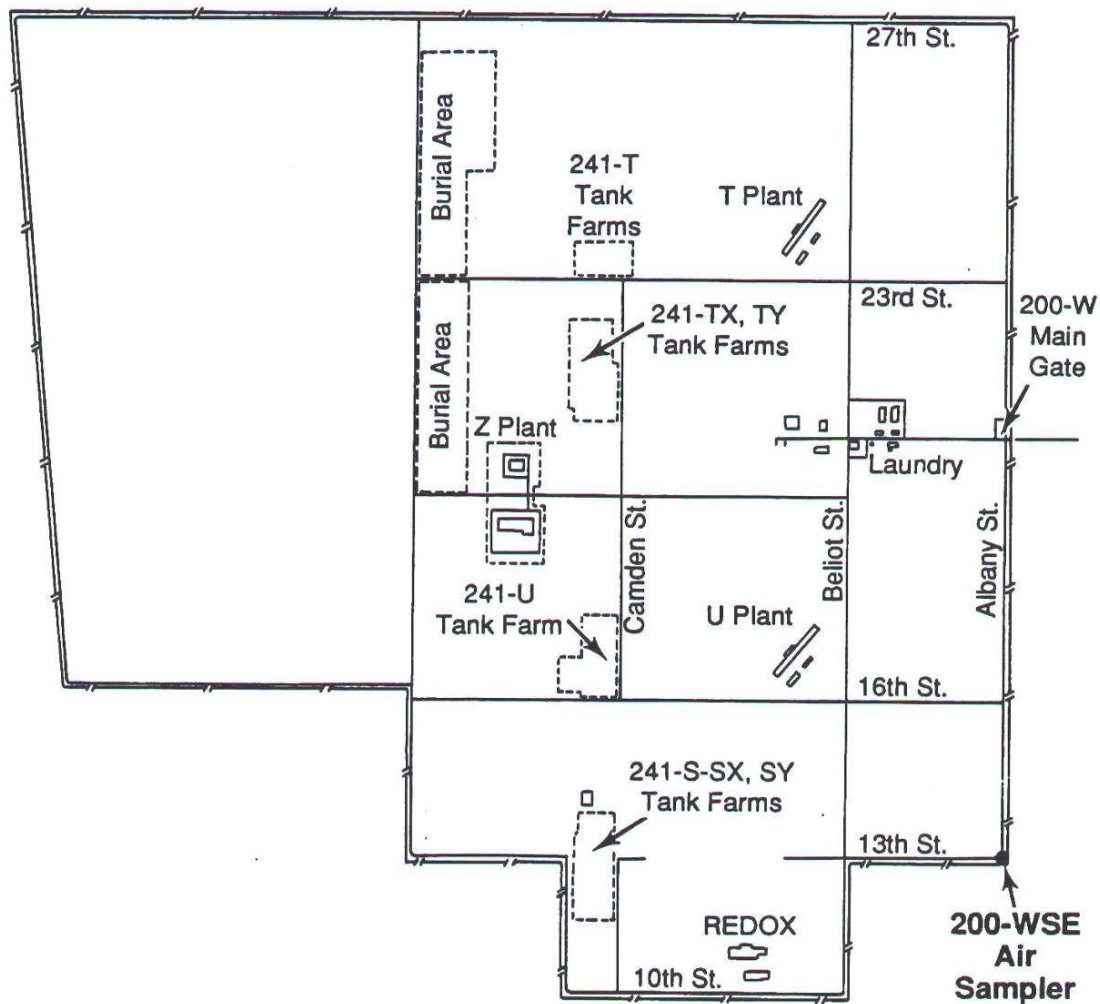 27th St.
Burial Area
241-T
Tank
Farms
T Plant
23rd St.
200-W
Main
Gate
241-TX, TY
Tank Farms
Burial Area
Z Plant
Laundry
Camden St.
Beliot St.
Albany St.
241-U
Tank Farm
U Plant
16th St.
241-S-SX, SY
Tank Farms
13th St.
200-WSE
Air
Sampler
REDOX
10th St.